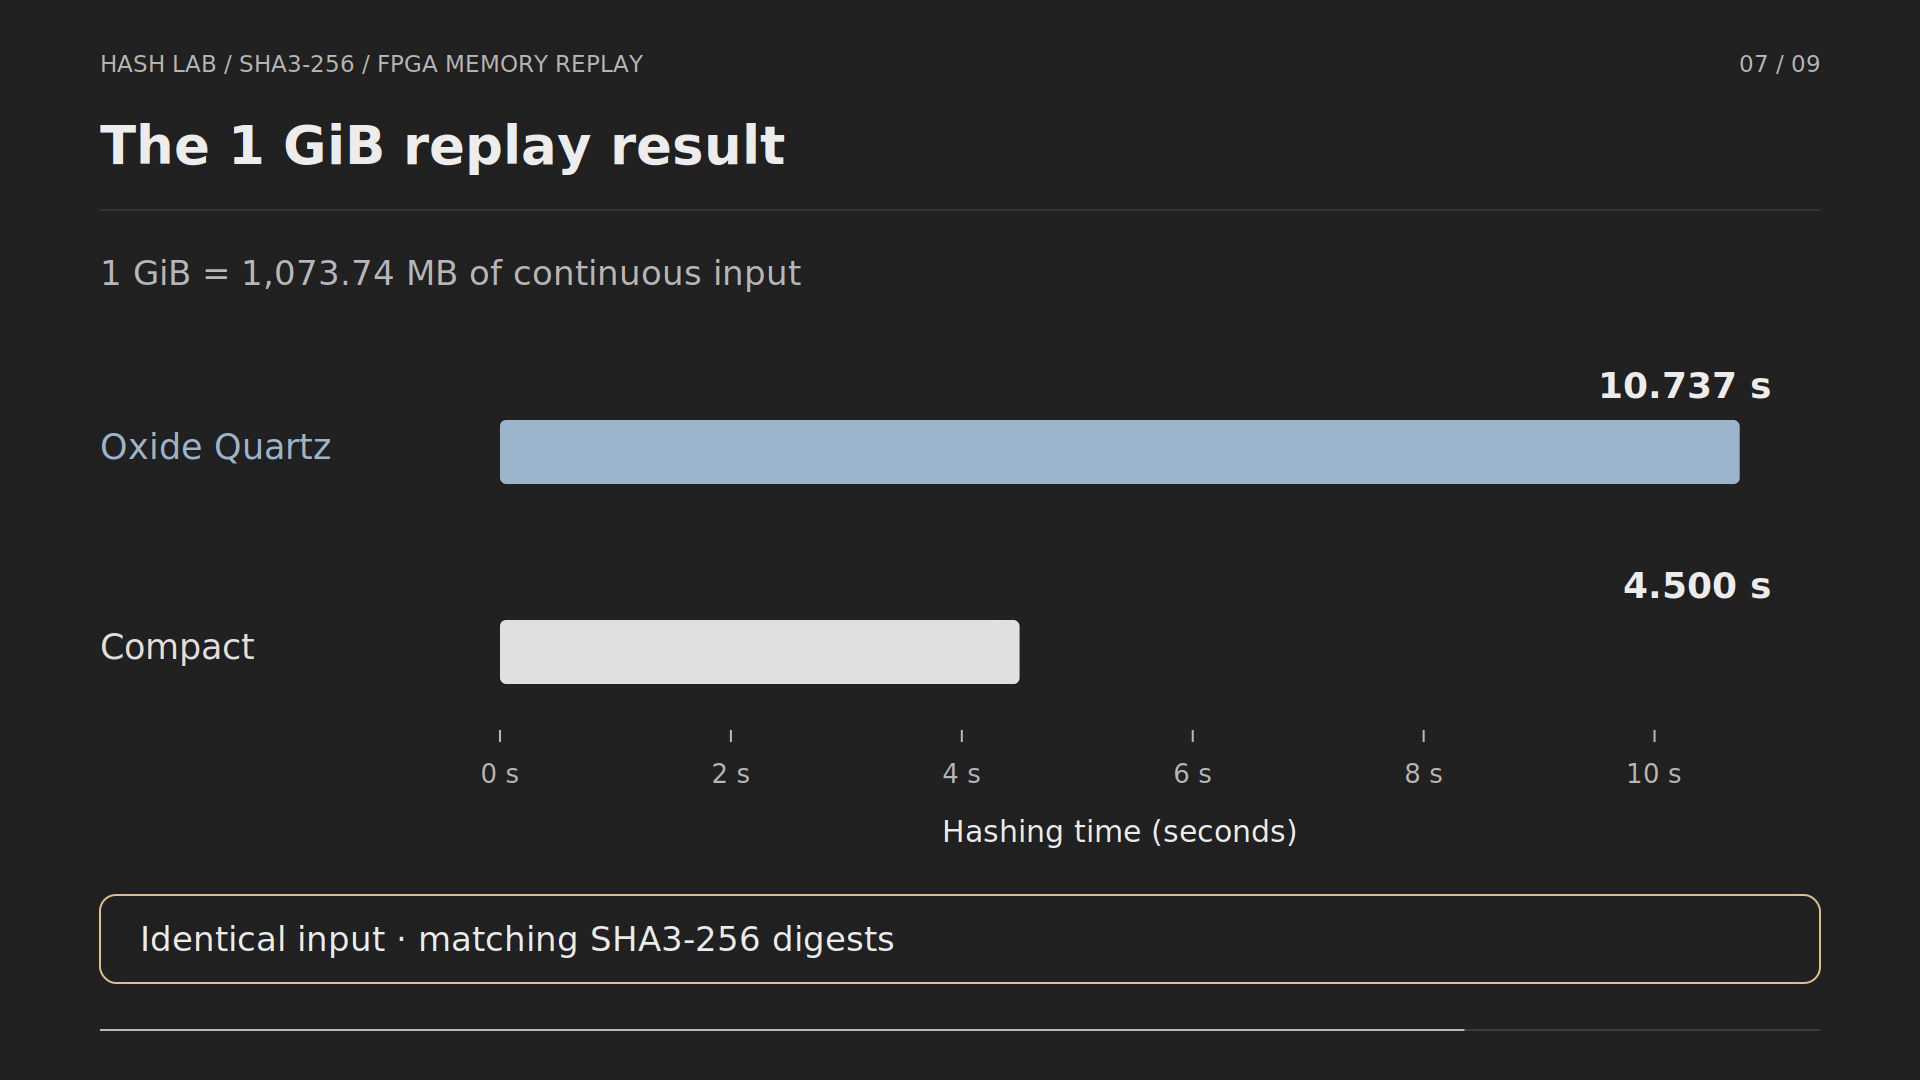 HASH LAB / SHA3-256 / FPGA MEMORY REPLAY
07 / 09
The 1 GiB replay result
1 GiB = 1,073.74 MB of continuous input
10.737 s
Oxide Quartz
4.500 s
Compact
0 s 2 s 4 s 6 s 8 s 10 s
Hashing time (seconds)
Identical input · matching SHA3-256 digests